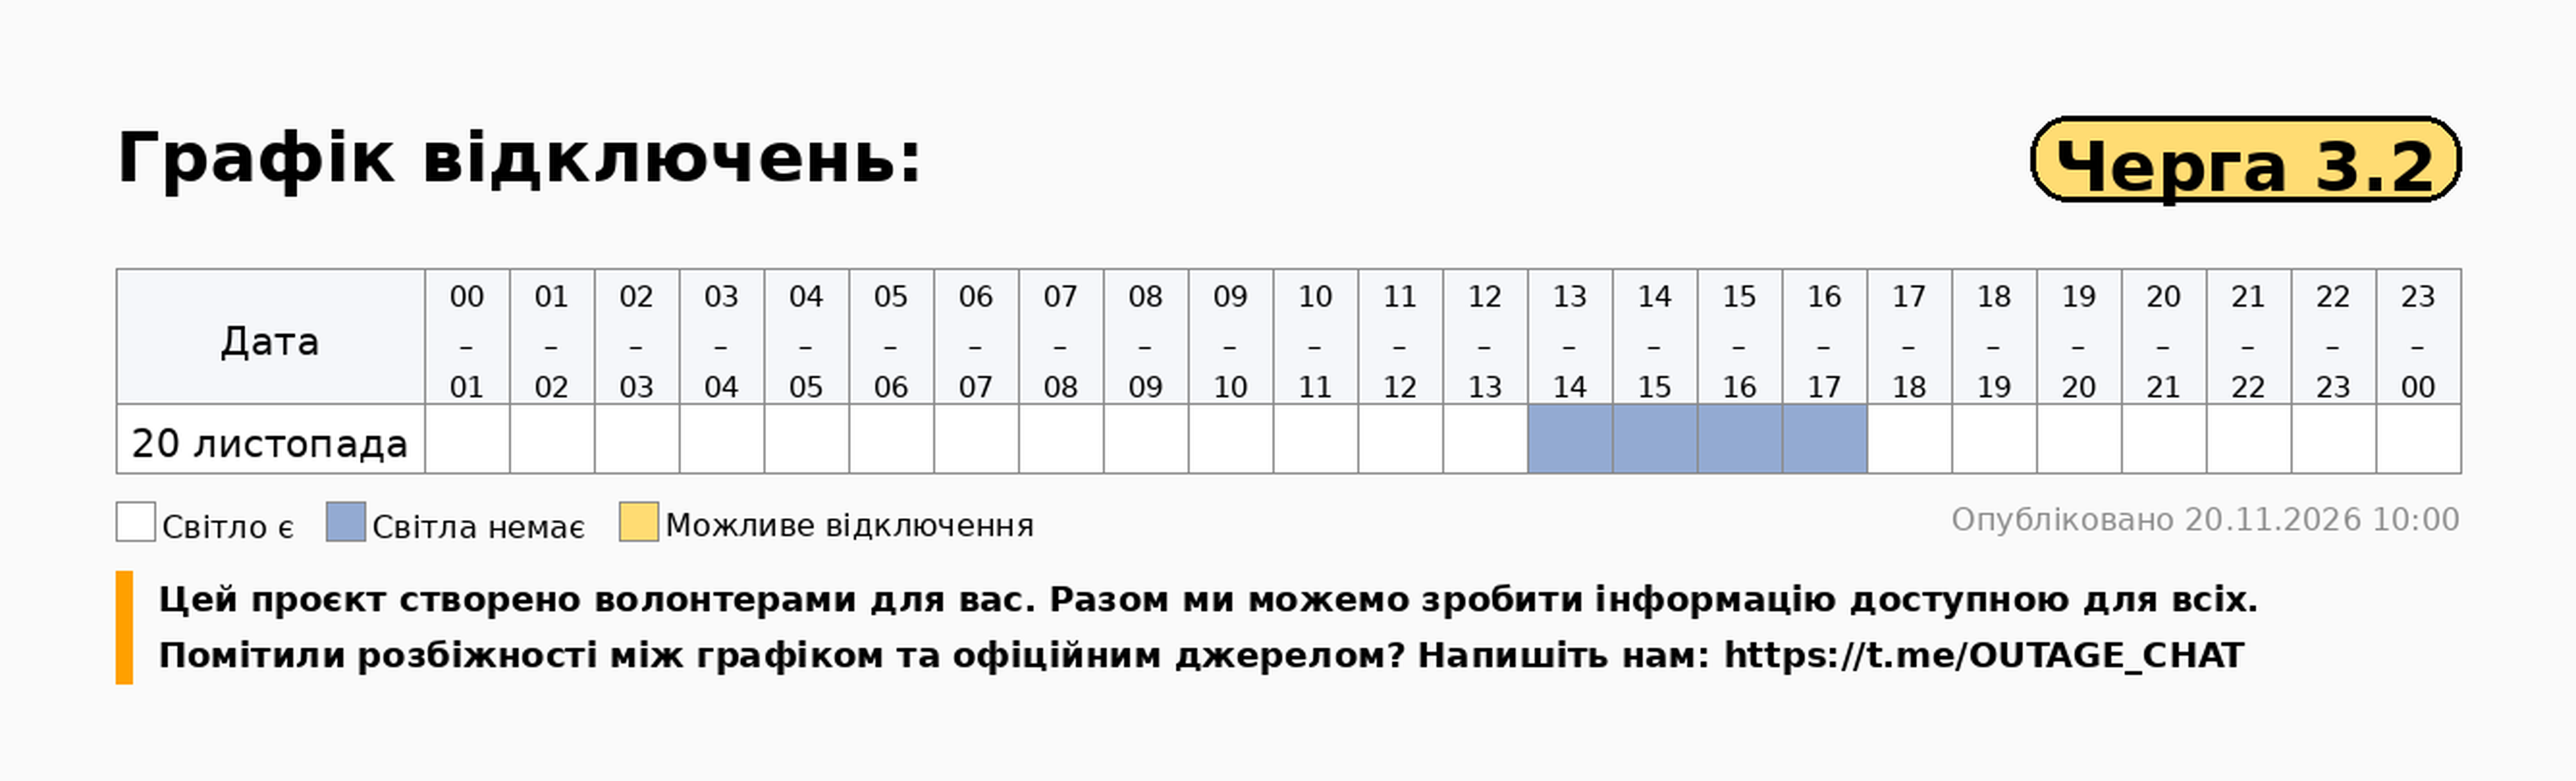 Графік відключень:
Черга 3.2
Дата 00 – 01 01 – 02 02 – 03 03 – 04 04 – 05 05 – 06 06 – 07 07 – 08 08 – 09 09 – 10 10 – 11 11 – 12 12 – 13 13 – 14 14 – 15 15 – 16 16 – 17 17 – 18 18 – 19 19 – 20 20 – 21 21 – 22 22 – 23 23 – 00
20 листопада
Світло є Світла немає Можливе відключення
Опубліковано 20.11.2026 10:00
Цей проєкт створено волонтерами для вас. Разом ми можемо зробити інформацію доступною для всіх.
Помітили розбіжності між графіком та офіційним джерелом? Напишіть нам: https://t.me/OUTAGE_CHAT